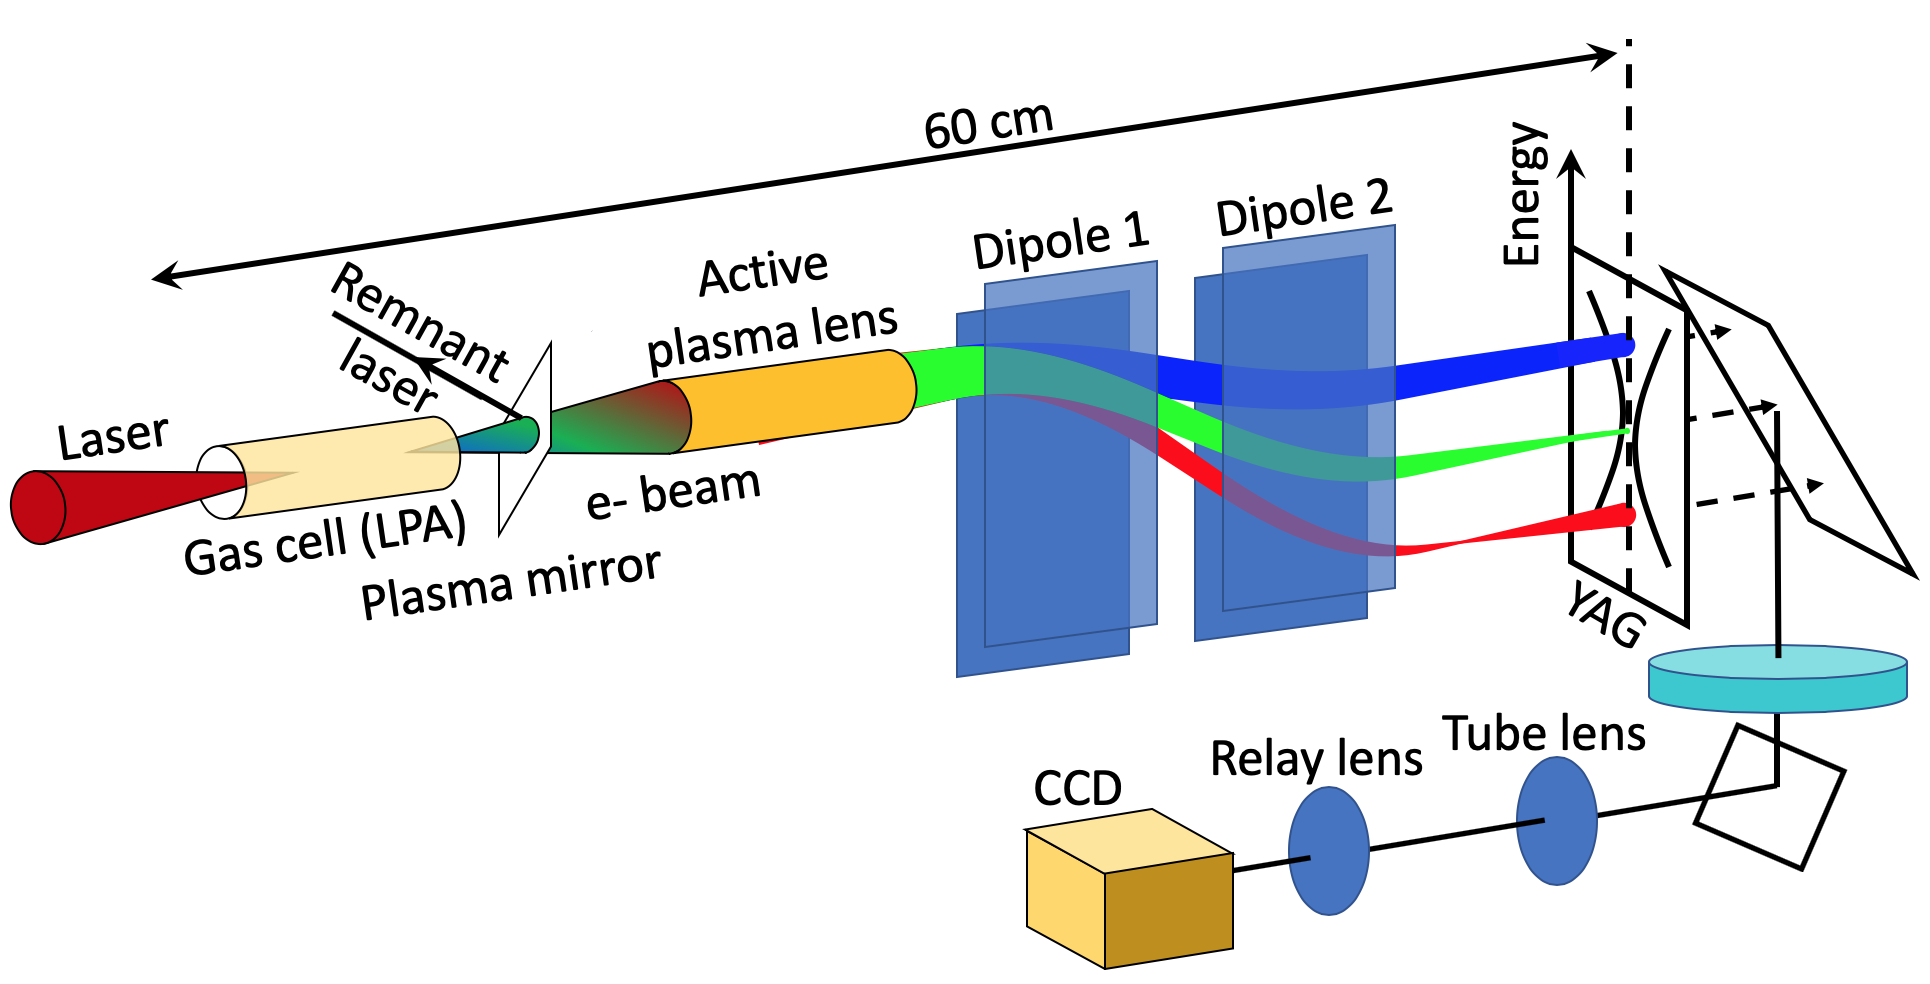 60 cm
Energy
Dipole 2
Dipole 1
Active
plasma lens
Remnant
laser
Laser
e- beam
Gas cell (LPA)
Plasma mirror
YAG
Tube lens
Relay lens
CCD